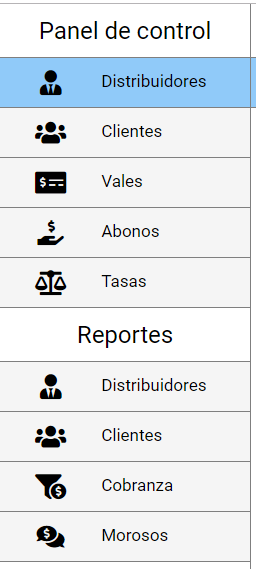 Panel de control
Distribuidores
Clientes
Vales
Abonos
Tasas
Reportes
Distribuidores
Clientes
Cobranza
Morosos